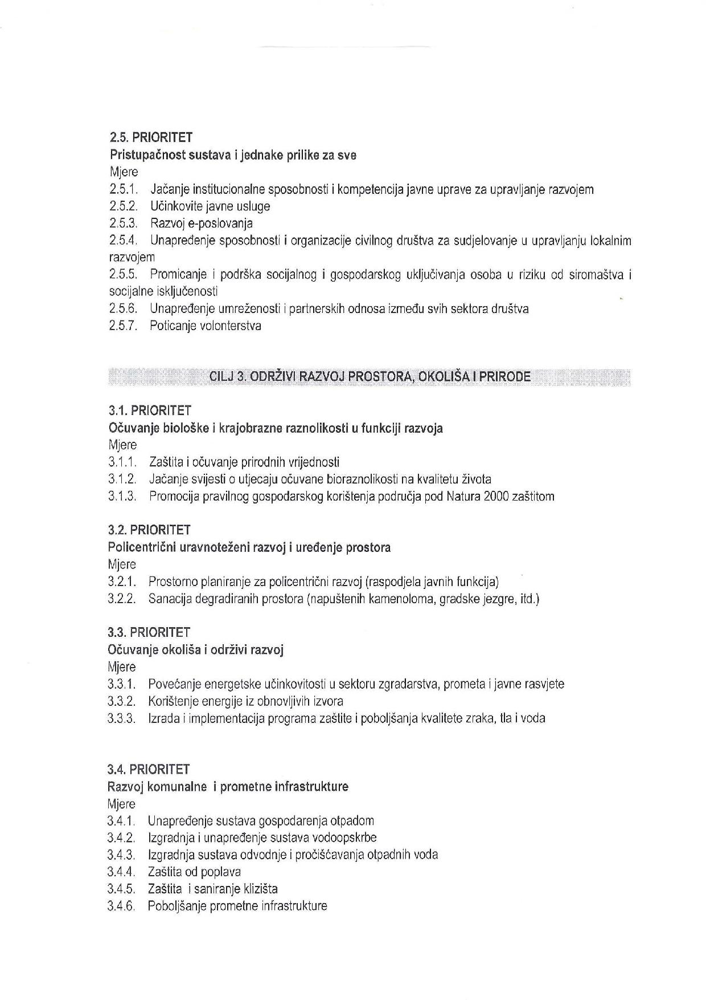 2.5. PRIORITET
Pristupačnost sustava i jednake prilike za sve
Mjere
2.5.1. Jačanje institucionalne sposobnosti i kompetencija javne uprave za upravljanje razvojem
2.5.2. Učinkovite javne usluge
2.5.3. Razvoj e-poslovanja
2.5.4. Unapređenje sposobnosti i organizacije civilnog društva za sudjelovanje u upravljanju lokalnim
razvojem
2.5.5. Promicanje i podrška socijalnog i gospodarskog uključivanja osoba u riziku od siromaštva i
socijalne isključenosti
2.5.6. Unapređenje umreženosti i partnerskih odnosa između svih sektora društva
2.5.7. Poticanje volonterstva
CILJ 3. ODRŽIVI RAZVOJ PROSTORA, OKOLIŠA I PRIRODE
3.1. PRIORITET
Očuvanje biološke i krajobrazne raznolikosti u funkciji razvoja
Mjere
3.1.1. Zaštita i očuvanje prirodnih vrijednosti
3.1.2. Jačanje svijesti o utjecaju očuvane bioraznolikosti na kvalitetu života
3.1.3. Promocija pravilnog gospodarskog korištenja područja pod Natura 2000 zaštitom
3.2. PRIORITET
Policentrični uravnoteženi razvoj i uređenje prostora
Mjere
3.2.1. Prostorno planiranje za policentrični razvoj (raspodjela javnih funkcija)
3.2.2. Sanacija degradiranih prostora (napuštenih kamenoloma, gradske jezgre, itd.)
3.3. PRIORITET
Očuvanje okoliša i održivi razvoj
Mjere
3.3.1. Povećanje energetske učinkovitosti u sektoru zgradarstva, prometa i javne rasvjete
3.3.2. Korištenje energije iz obnovljivih izvora
3.3.3. Izrada i implementacija programa zaštite i poboljšanja kvalitete zraka, tla i voda
3.4. PRIORITET
Razvoj komunalne i prometne infrastrukture
Mjere
3.4.1. Unapređenje sustava gospodarenja otpadom
3.4.2. Izgradnja i unapređenje sustava vodoopskrbe
3.4.3. Izgradnja sustava odvodnje i pročišćavanja otpadnih voda
3.4.4. Zaštita od poplava
3.4.5. Zaštita i saniranje klizišta
3.4.6. Poboljšanje prometne infrastrukture